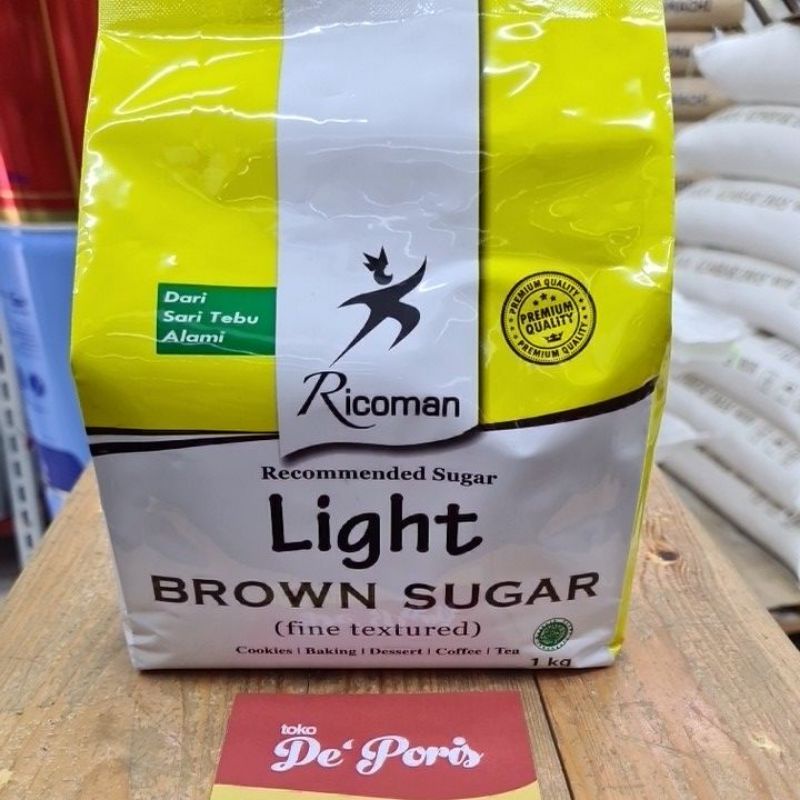 Dari
Sari Tebu
Alami
PREMIUM QUALITY
PREMIUM
QUALITY
PREMIUM QUALITY
Ricoman
Recommended Sugar
Light
BROWN SUGAR
(fine textured)
Cookies | Baking | Dessert | Coffee | Tea
1 kg
toko
De' Poris